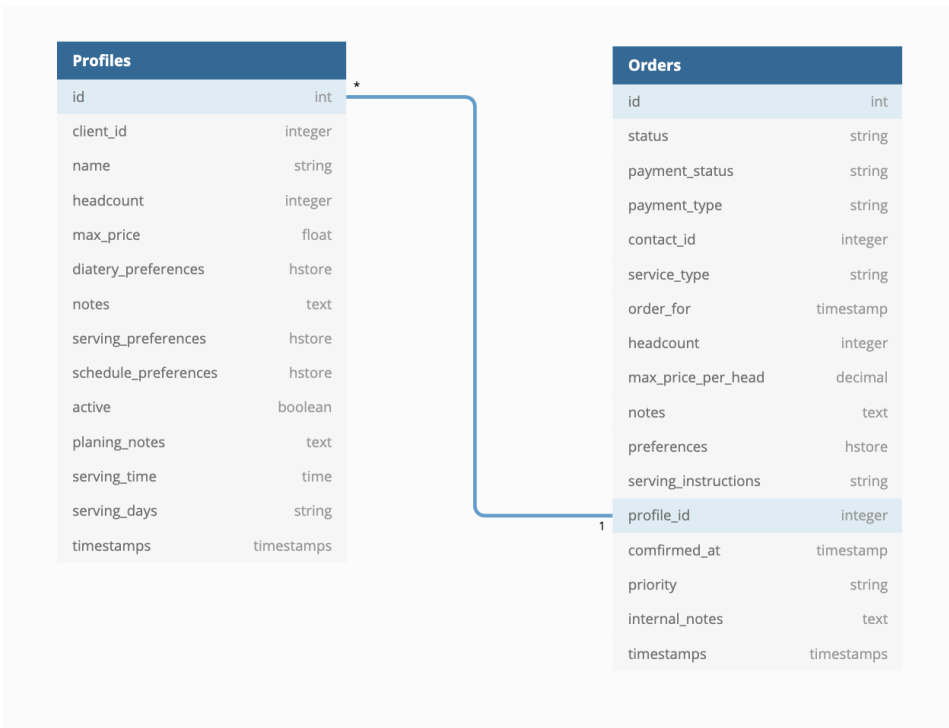 Profiles
id int
client_id integer
name string
headcount integer
max_price float
diatery_preferences hstore
notes text
serving_preferences hstore
schedule_preferences hstore
active boolean
planing_notes text
serving_time time
serving_days string
timestamps timestamps
*
1
Orders
id int
status string
payment_status string
payment_type string
contact_id integer
service_type string
order_for timestamp
headcount integer
max_price_per_head decimal
notes text
preferences hstore
serving_instructions string
profile_id integer
comfirmed_at timestamp
priority string
internal_notes text
timestamps timestamps